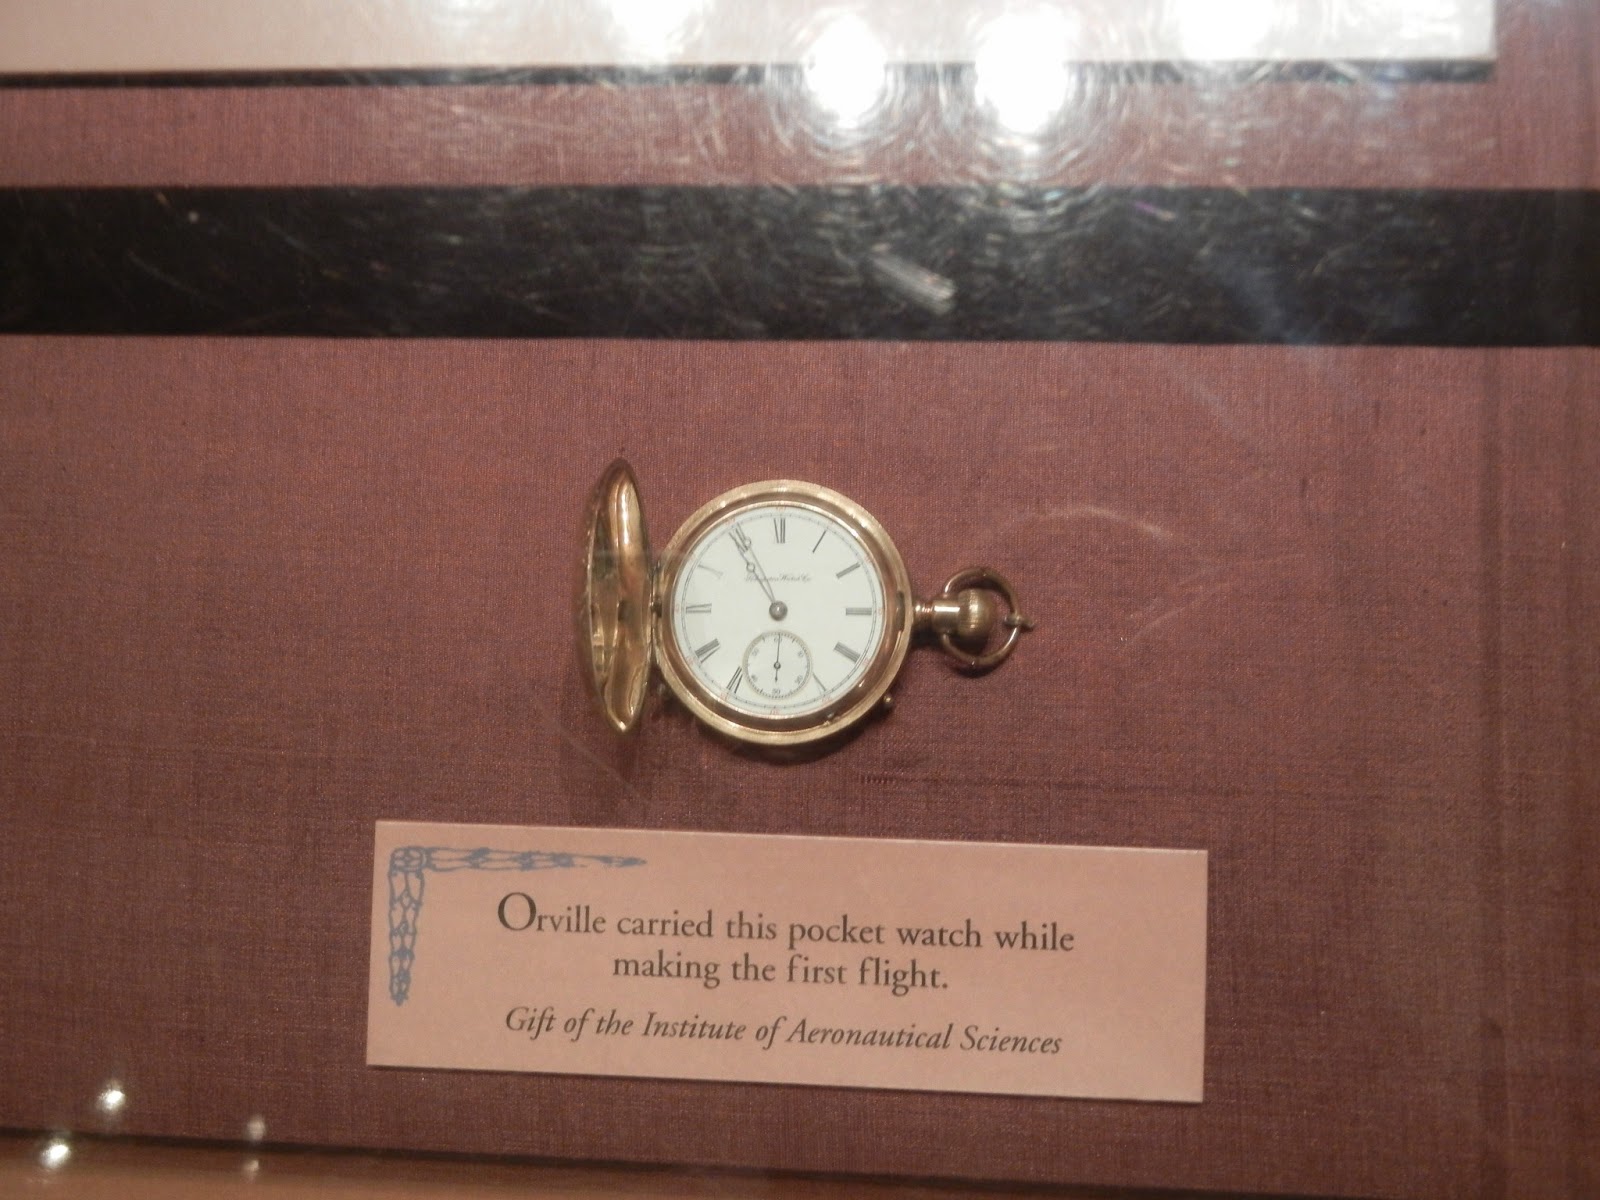 Orville carried this pocket watch while
making the first flight.
Gift of the Institute of Aeronautical Sciences